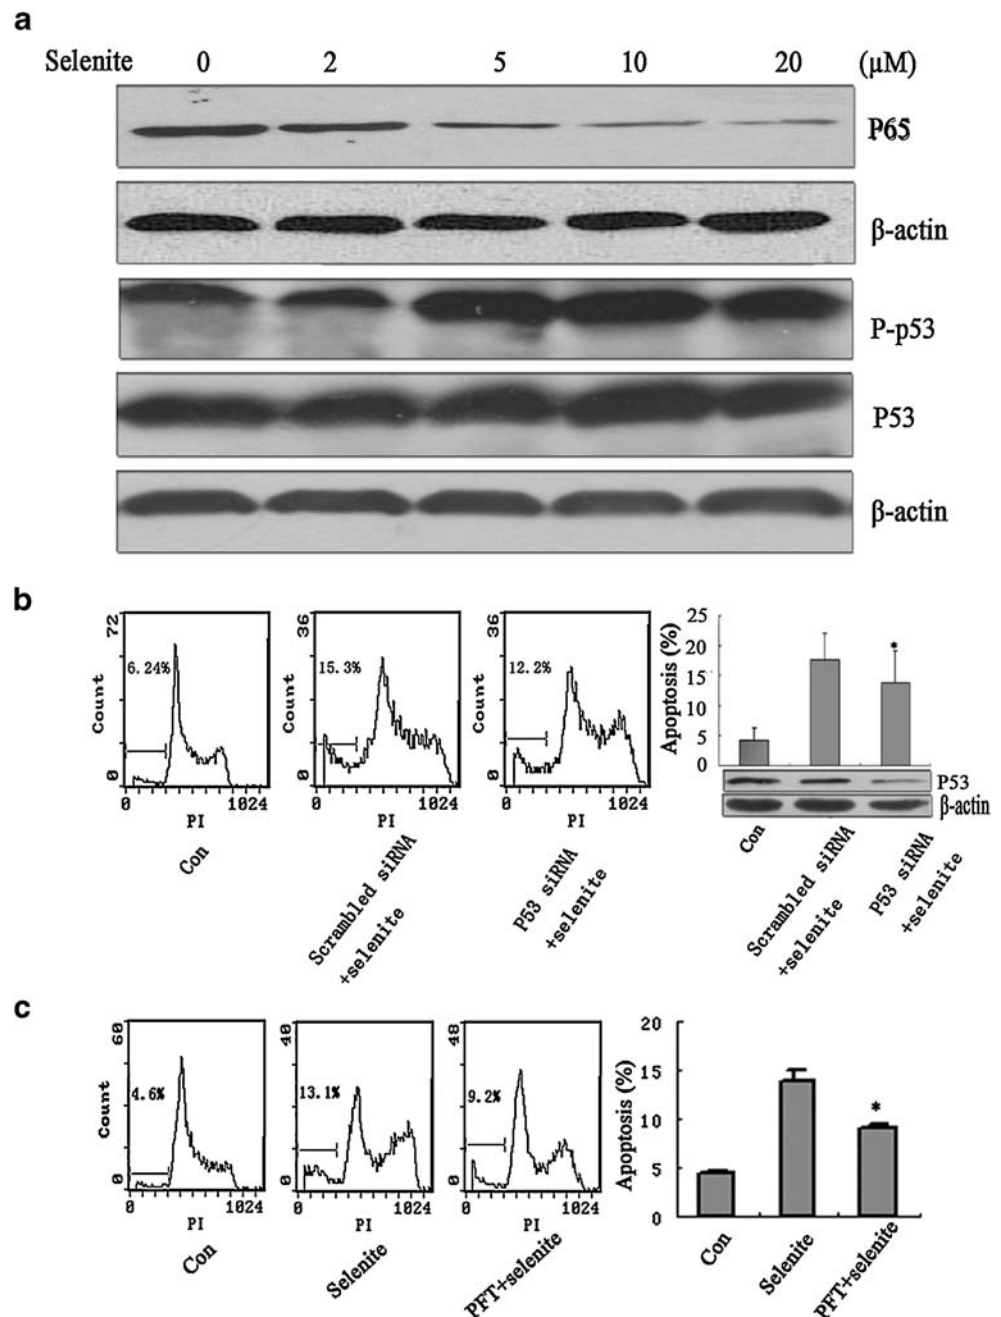 a
Selenite 0 2 5 10 20 (μM)
P65
β-actin
P-p53
P53
β-actin
b
72
6.24%
Count
0
0 1024
PI
Con
36
15.3%
Count
0
0 1024
PI
Scrambled siRNA
+selenite
36
12.2%
Count
0
0 1024
PI
P53 siRNA
+selenite
Apoptosis (%)
25
20
15
10
5
0
*
P53
β-actin
Con
Scrambled siRNA
+selenite
P53 siRNA
+selenite
c
60
4.6%
Count
0
0 1024
PI
Con
40
13.1%
Count
0
0 1024
PI
Selenite
48
9.2%
Count
0
0 1024
PI
PFT+selenite
Apoptosis (%)
20
15
10
5
0
*
Con
Selenite
PFT+selenite